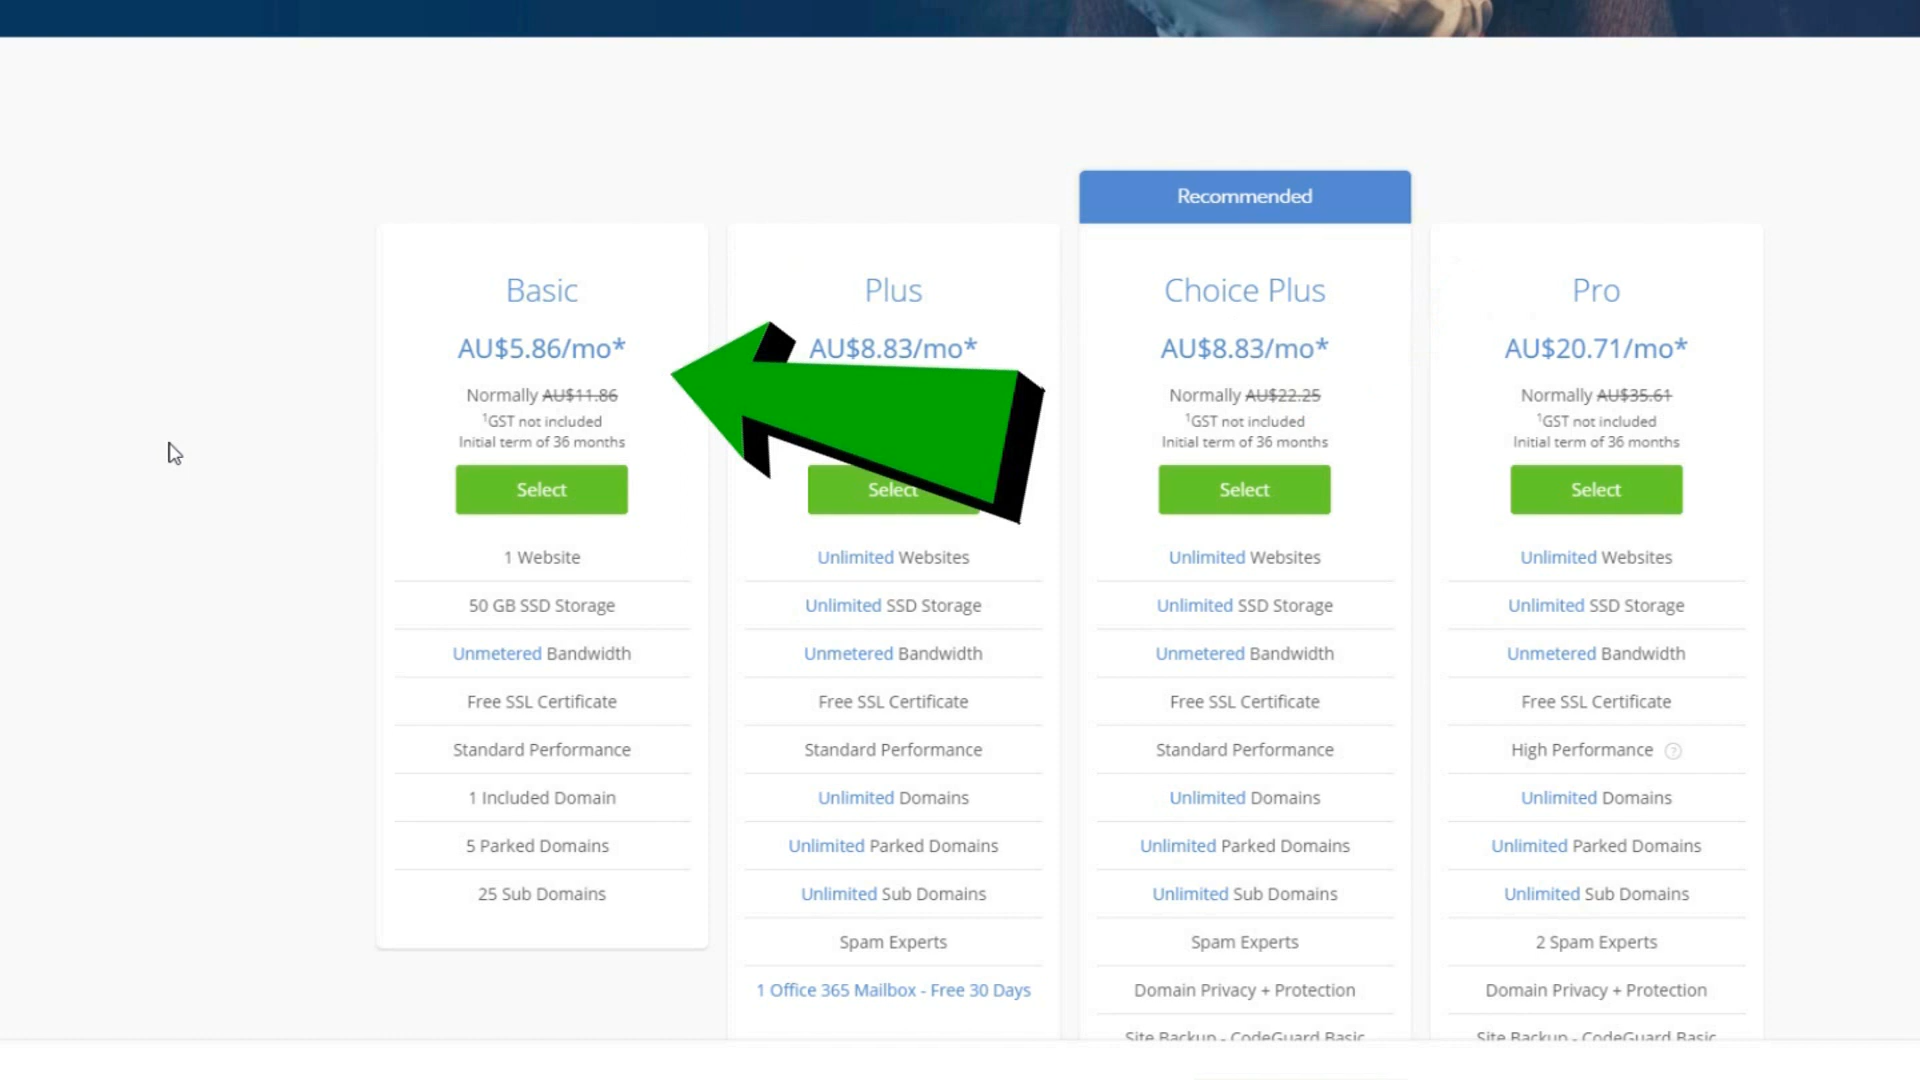 Recommended
Basic
AU$5.86/mo*
Normally AU$11.86
¹GST not included
Initial term of 36 months
Select
1 Website
50 GB SSD Storage
Unmetered Bandwidth
Free SSL Certificate
Standard Performance
1 Included Domain
5 Parked Domains
25 Sub Domains
Plus
AU$8.83/mo*
Select
Unlimited Websites
Unlimited SSD Storage
Unmetered Bandwidth
Free SSL Certificate
Standard Performance
Unlimited Domains
Unlimited Parked Domains
Unlimited Sub Domains
Spam Experts
1 Office 365 Mailbox - Free 30 Days
Choice Plus
AU$8.83/mo*
Normally AU$22.25
¹GST not included
Initial term of 36 months
Select
Unlimited Websites
Unlimited SSD Storage
Unmetered Bandwidth
Free SSL Certificate
Standard Performance
Unlimited Domains
Unlimited Parked Domains
Unlimited Sub Domains
Spam Experts
Domain Privacy + Protection
Site Backup - CodeGuard Basic
Pro
AU$20.71/mo*
Normally AU$35.61
¹GST not included
Initial term of 36 months
Select
Unlimited Websites
Unlimited SSD Storage
Unmetered Bandwidth
Free SSL Certificate
High Performance ?
Unlimited Domains
Unlimited Parked Domains
Unlimited Sub Domains
2 Spam Experts
Domain Privacy + Protection
Site Backup - CodeGuard Basic